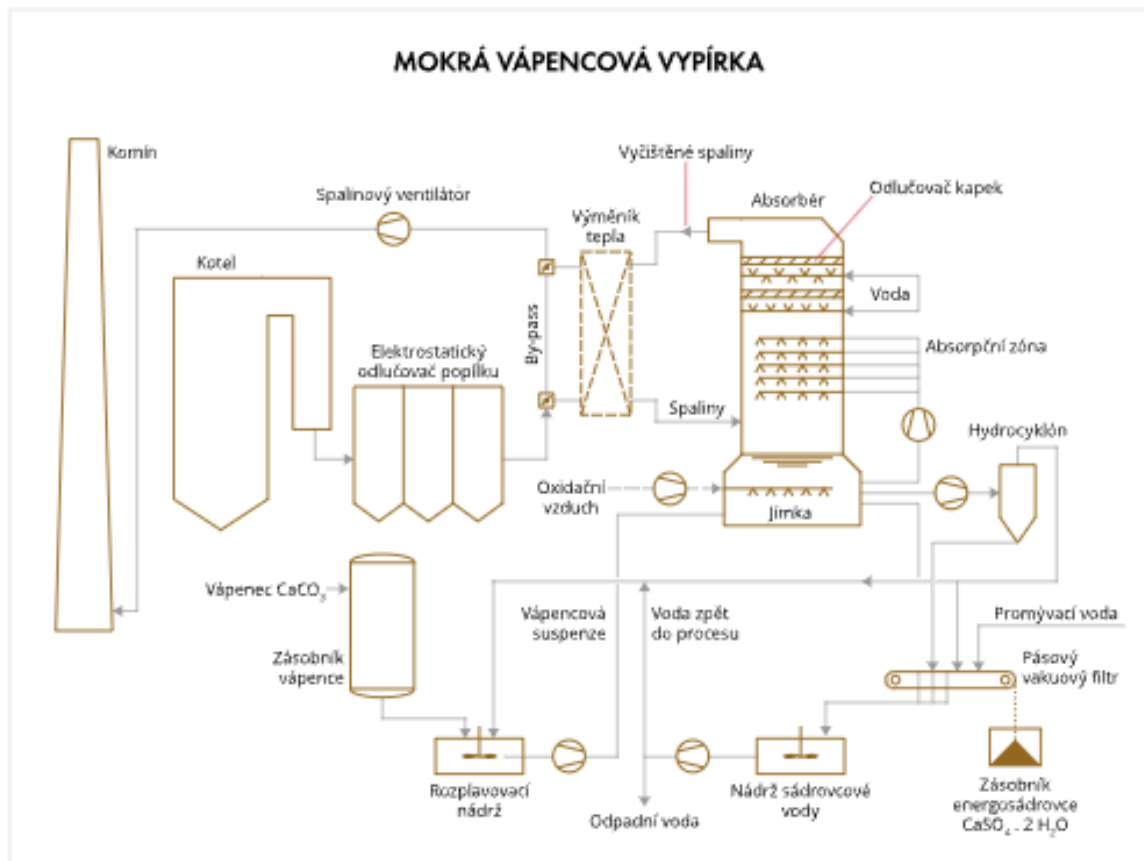 MOKRÁ VÁPENCOVÁ VYPÍRKA
Komín
Vyčištěné spaliny
Spalinový ventilátor
Výměník
tepla
Absorbér
Odlučovač kapek
Kotel
Voda
By-pass
Elektrostatický
odlučovač popílku
Absorpční zóna
Spaliny
Hydrocyklón
Oxidační
vzduch
Jímka
Vápenec CaCO₃
Vápencová
suspenze
Voda zpět
do procesu
Promývací voda
Zásobník
vápence
Pásový
vakuový filtr
Rozplavovací
nádrž
Odpadní voda
Nádrž sádrovcové
vody
Zásobník
energosádrovce
CaSO₄ . 2 H₂O